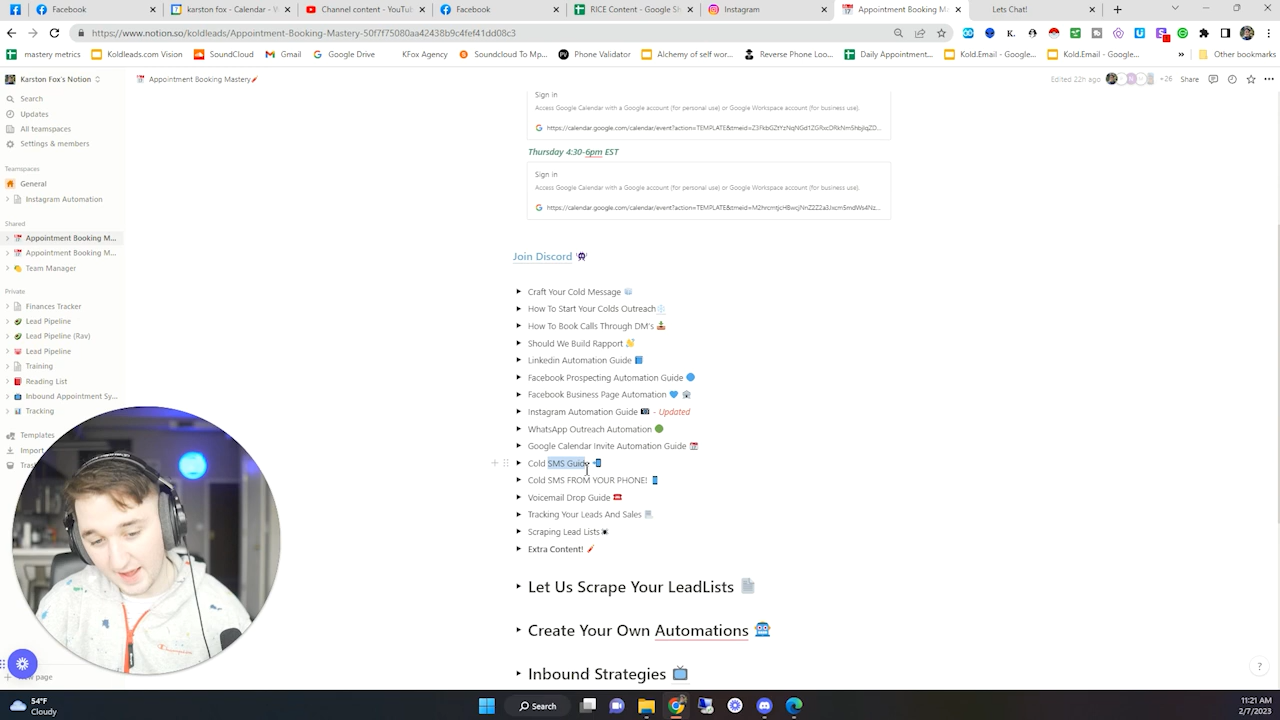 Facebook
karston fox - Calendar - W
Channel content - YouTub
Facebook
RICE Content - Google Sh
Instagram
Appointment Booking M
Lets Chat!
https://www.notion.so/koldleads/Appointment-Booking-Mastery-50f7f75080aa42438b9c4fef41dd08c3
mastery metrics
Koldleads.com Vision
SoundCloud
Gmail
Google Drive
KFox Agency
Soundcloud To Mp...
Phone Validator
Alchemy of self wor...
Reverse Phone Loo...
Daily Appointment...
Kold.Email - Google...
Kold.Email - Google...
Other bookmarks
Karston Fox's Notion
Appointment Booking Mastery
Edited 22h ago
+26
Share
Search
Updates
All teamspaces
Settings & members
Teamspaces
General
Instagram Automation
Shared
Appointment Booking M...
Appointment Booking M...
Team Manager
Private
Finances Tracker
Lead Pipeline
Lead Pipeline (Rav)
Lead Pipeline
Training
Reading List
Inbound Appointment Sy...
Tracking
Templates
Import
page
Sign in
Access Google Calendar with a Google account (for personal use) or Google Workspace account (for business use).
Thursday 4:30-6pm EST
Sign in
Access Google Calendar with a Google account (for personal use) or Google Workspace account (for business use).
Join Discord
Craft Your Cold Message
How To Start Your Colds Outreach
How To Book Calls Through DM's
Should We Build Rapport
Linkedin Automation Guide
Facebook Prospecting Automation Guide
Facebook Business Page Automation
Instagram Automation Guide - Updated
WhatsApp Outreach Automation
Google Calendar Invite Automation Guide
Cold SMS Guide
Cold SMS FROM YOUR PHONE!
Voicemail Drop Guide
Tracking Your Leads And Sales
Scraping Lead Lists
Extra Content!
Let Us Scrape Your LeadLists
Create Your Own Automations
Inbound Strategies
54°F
Cloudy
Search
11:21 AM
2/7/2023